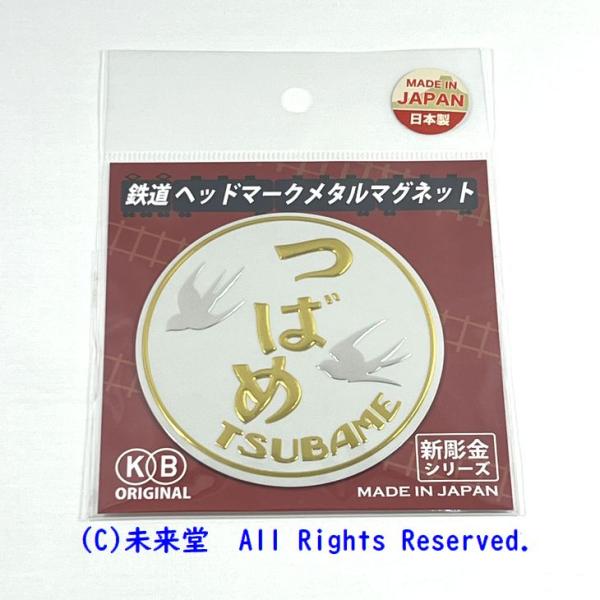 MADE IN
JAPAN
日本製
鉄道 ヘッドマークメタルマグネット
つばめ
TSUBAME
K B
ORIGINAL
新彫金
シリーズ
MADE IN JAPAN
(C)未来堂 All Rights Reserved.